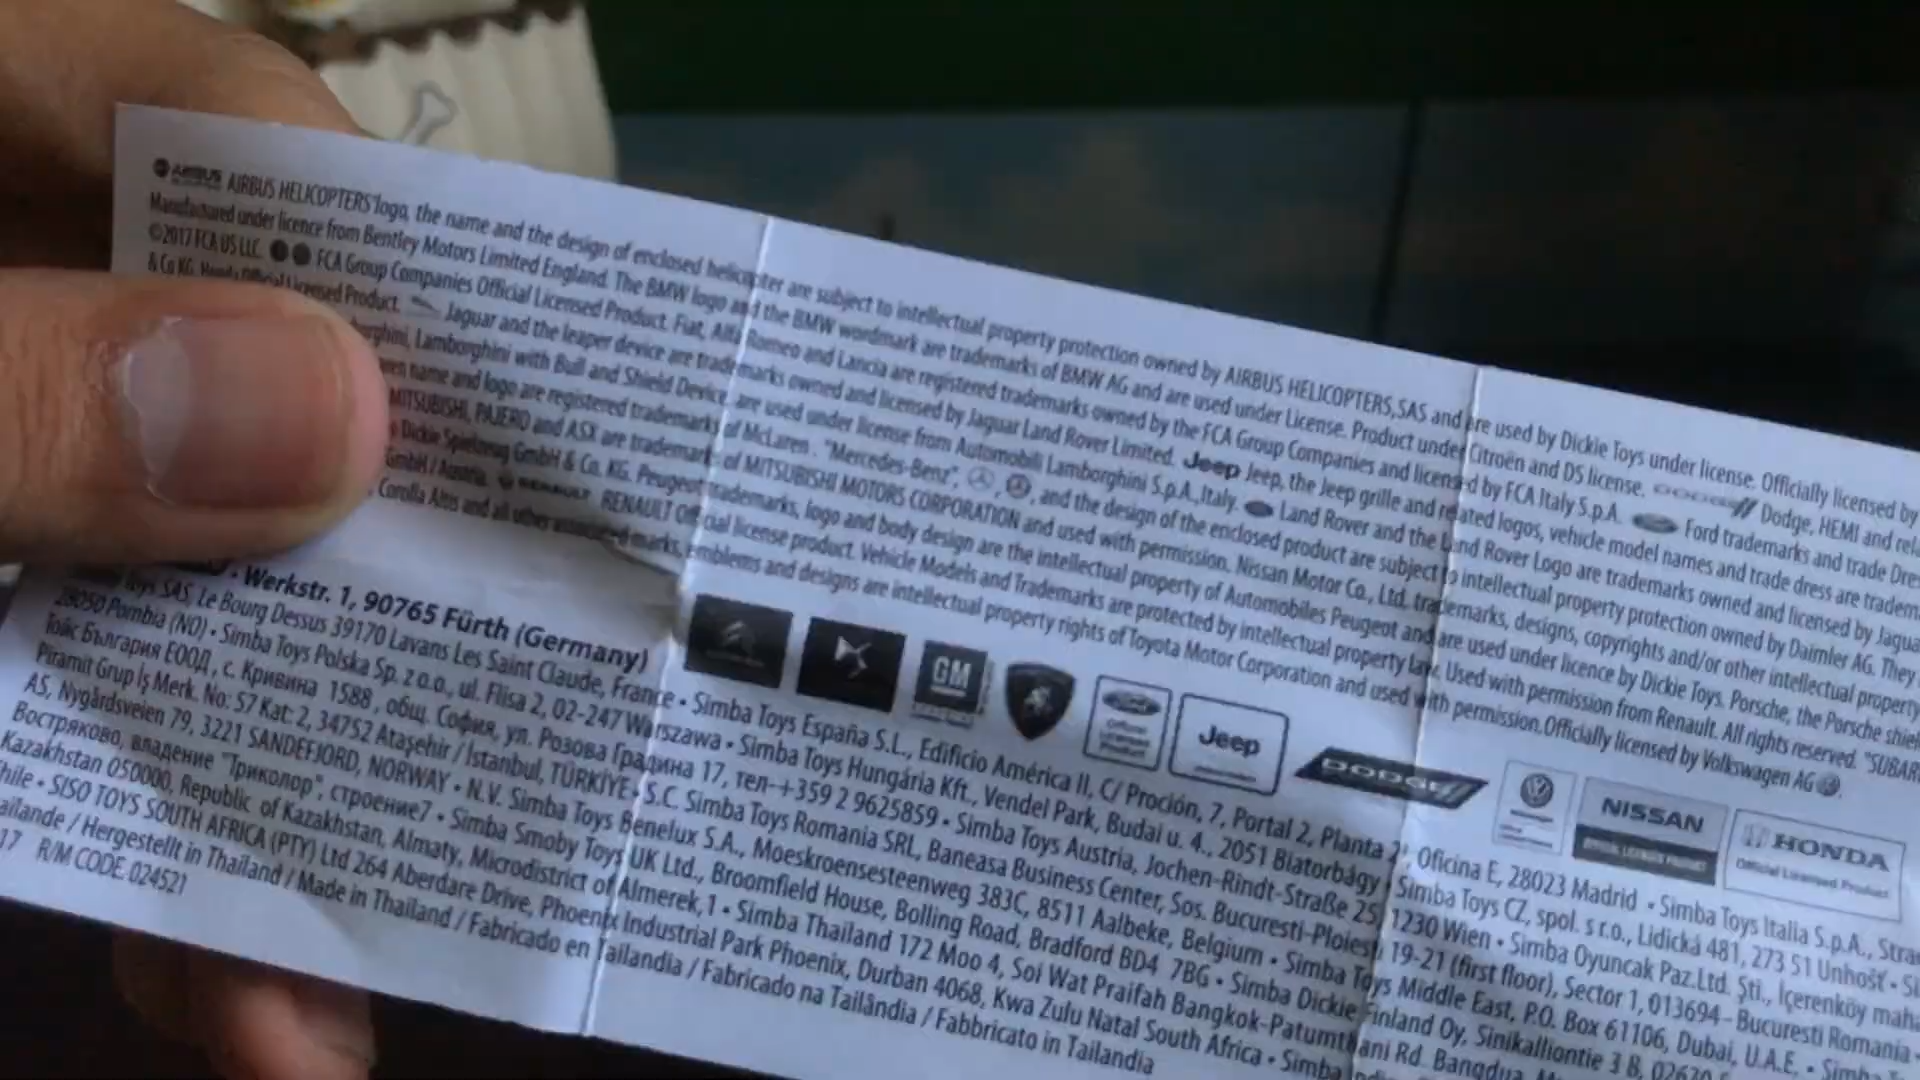 AIRBUS AIRBUS HELICOPTERS'logo, the name and the design of enclosed helicopter are subject to intellectual property protection owned by AIRBUS HELICOPTERS,SAS and are used by Dickie Toys under license. Officially licensed by
Manufactured under licence from Bentley Motors Limited England. The BMW logo and the BMW wordmark are trademarks of BMW AG and are used under License. Product under Citroën and DS license. Dodge, HEMI and rela
©2017 FCA US LLC. FCA Group Companies Official Licensed Product. Fiat, Alfa Romeo and Lancia are registered trademarks owned by the FCA Group Companies and licensed by FCA Italy S.p.A. Ford trademarks and trade Dres
& Co KG. Honda Official Licensed Product. Jaguar and the leaper device are trademarks owned and licensed by Jaguar Land Rover Limited. Jeep Jeep, the Jeep grille and related logos, vehicle model names and trade dress are tradem
Lamborghini with Bull and Shield Device are used under license from Automobili Lamborghini S.p.A., Italy. Land Rover and the Land Rover Logo are trademarks owned and licensed by Jagua
name and logo are registered trademarks of McLaren. "Mercedes-Benz", , , and the design of the enclosed product are subject to intellectual property protection owned by Daimler AG. They
MITSUBISHI, PAJERO and ASX are trademark of MITSUBISHI MOTORS CORPORATION and used with permission. Nissan Motor Co., Ltd. trademarks, designs, copyrights and/or other intellectual property
Dickie Spielzeug GmbH & Co. KG. Peugeot trademarks, logo and body design are the intellectual property of Automobiles Peugeot and are used under licence by Dickie Toys. Porsche, the Porsche shiel
GmbH / Austria. RENAULT RENAULT Official license product. Vehicle Models and Trademarks are protected by intellectual property law. Used with permission from Renault. All rights reserved. "SUBAR
Corolla Altis and all other associated marks, emblems and designs are intellectual property rights of Toyota Motor Corporation and used with permission.Officially licensed by Volkswagen AG
GM
Ford
Official
Licensed
Product
Jeep
DODGE
NISSAN
HONDA
Official Licensed Product
• Werkstr. 1, 90765 Fürth (Germany)
Toys SAS, Le Bourg Dessus 39170 Lavans Les Saint Claude, France • Simba Toys España S.L., Edificio América II, C/ Proción, 7, Portal 2, Planta 2, Oficina E, 28023 Madrid • Simba Toys Italia S.p.A., Stra
28050 Pombia (NO) • Simba Toys Polska Sp. z o.o., ul. Flisa 2, 02-247 Warszawa • Simba Toys Hungária Kft., Vendel Park, Budai u. 4., 2051 Biatorbágy • Simba Toys CZ, spol. s r.o., Lidická 481, 273 51 Unhošť • Si
Тойс България ЕООД, с. Кривина 1588, общ. София, ул. Розова Градина 17, тел-+359 2 9625859 • Simba Toys Austria, Jochen-Rindt-Straße 25, 1230 Wien • Simba Oyuncak Paz.Ltd. Şti., İçerenköy maha
Piramit Grup İş Merk. No: 57 Kat: 2, 34752 Ataşehir / İstanbul, TÜRKİYE • S.C. Simba Toys Romania SRL, Baneasa Business Center, Sos. Bucuresti-Ploiesti 19-21 (first floor), Sector 1, 013694 - Bucuresti Romania •
AS, Nygårdsveien 79, 3221 SANDEFJORD, NORWAY • N.V. Simba Toys Benelux S.A., Moeskroensesteenweg 383C, 8511 Aalbeke, Belgium • Simba Toys Middle East, P.O. Box 61106, Dubai, U.A.E. •
Востряково, владение "Триколор", строение7 • Simba Smoby Toys UK Ltd., Broomfield House, Bolling Road, Bradford BD4 7BG • Simba Dickie Finland Oy, Sinikalliontie 3 B, 02630
Kazakhstan 050000, Republic of Kazakhstan, Almaty, Microdistrict of Almerek,1 • Simba Thailand 172 Moo 4, Soi Wat Praifah Bangkok-Patumthani Rd. Bangdua,
hile • SISO TOYS SOUTH AFRICA (PTY) Ltd 264 Aberdare Drive, Phoenix Industrial Park Phoenix, Durban 4068, Kwa Zulu Natal South Africa • Simba
ailande / Hergestellt in Thailand / Made in Thailand / Fabricado en Tailandia / Fabricado na Tailândia / Fabbricato in Tailandia
17 R/M CODE. 024521